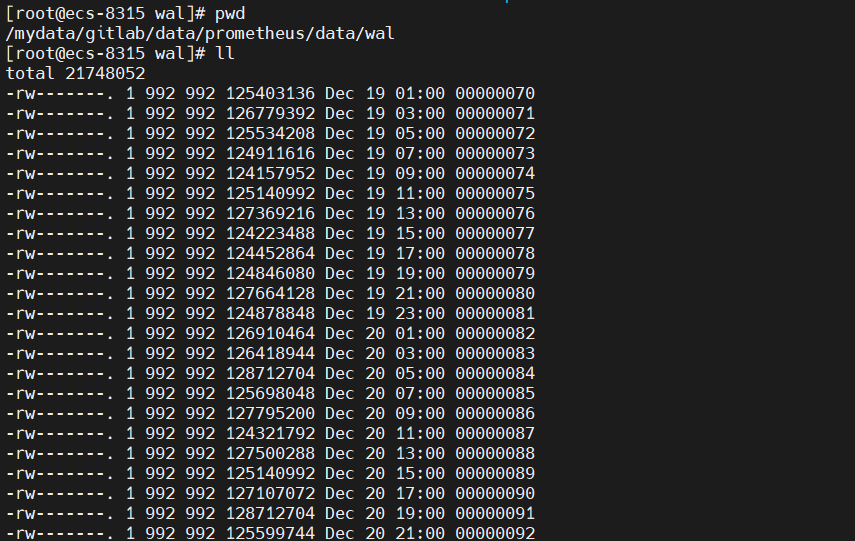 [root@ecs-8315 wal]# pwd
/mydata/gitlab/data/prometheus/data/wal
[root@ecs-8315 wal]# ll
total 21748052
-rw-------. 1 992 992 125403136 Dec 19 01:00 00000070
-rw-------. 1 992 992 126779392 Dec 19 03:00 00000071
-rw-------. 1 992 992 125534208 Dec 19 05:00 00000072
-rw-------. 1 992 992 124911616 Dec 19 07:00 00000073
-rw-------. 1 992 992 124157952 Dec 19 09:00 00000074
-rw-------. 1 992 992 125140992 Dec 19 11:00 00000075
-rw-------. 1 992 992 127369216 Dec 19 13:00 00000076
-rw-------. 1 992 992 124223488 Dec 19 15:00 00000077
-rw-------. 1 992 992 124452864 Dec 19 17:00 00000078
-rw-------. 1 992 992 124846080 Dec 19 19:00 00000079
-rw-------. 1 992 992 127664128 Dec 19 21:00 00000080
-rw-------. 1 992 992 124878848 Dec 19 23:00 00000081
-rw-------. 1 992 992 126910464 Dec 20 01:00 00000082
-rw-------. 1 992 992 126418944 Dec 20 03:00 00000083
-rw-------. 1 992 992 128712704 Dec 20 05:00 00000084
-rw-------. 1 992 992 125698048 Dec 20 07:00 00000085
-rw-------. 1 992 992 127795200 Dec 20 09:00 00000086
-rw-------. 1 992 992 124321792 Dec 20 11:00 00000087
-rw-------. 1 992 992 127500288 Dec 20 13:00 00000088
-rw-------. 1 992 992 125140992 Dec 20 15:00 00000089
-rw-------. 1 992 992 127107072 Dec 20 17:00 00000090
-rw-------. 1 992 992 128712704 Dec 20 19:00 00000091
-rw-------. 1 992 992 125599744 Dec 20 21:00 00000092